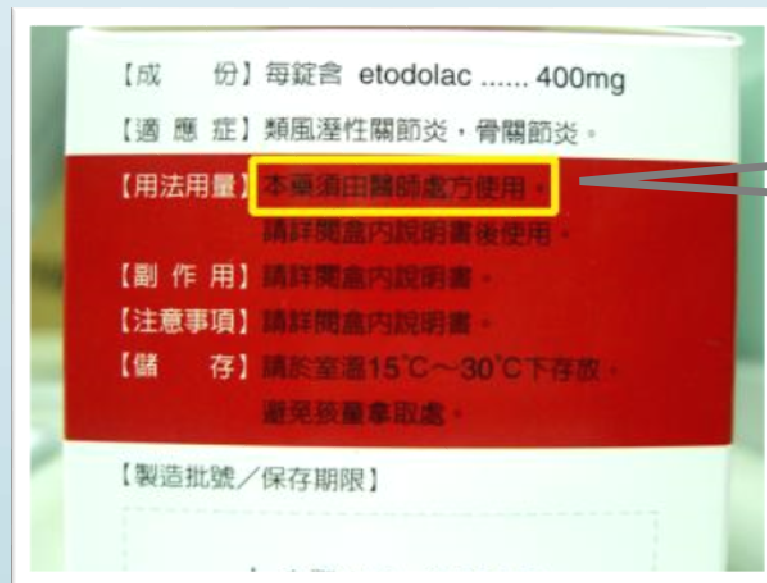 【成　份】每錠含 etodolac ...... 400mg
【適應症】類風溼性關節炎，骨關節炎。
【用法用量】本藥須由醫師處方使用。
請詳閱盒內說明書後使用。
【副作用】請詳閱盒內說明書。
【注意事項】請詳閱盒內說明書。
【儲　存】請於室溫15℃～30℃下存放。
避免孩童拿取處。
【製造批號／保存期限】